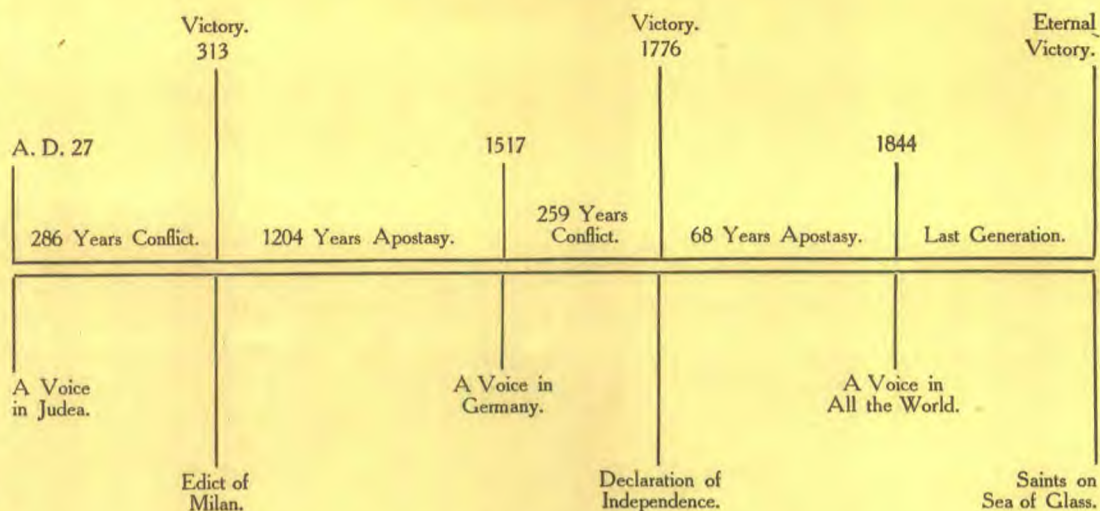 Victory.
313
Victory.
1776
Eternal
Victory.
A. D. 27
1517
1844
286 Years Conflict.
1204 Years Apostasy.
259 Years
Conflict.
68 Years Apostasy.
Last Generation.
A Voice
in Judea.
A Voice in
Germany.
A Voice in
All the World.
Edict of
Milan.
Declaration of
Independence.
Saints on
Sea of Glass.